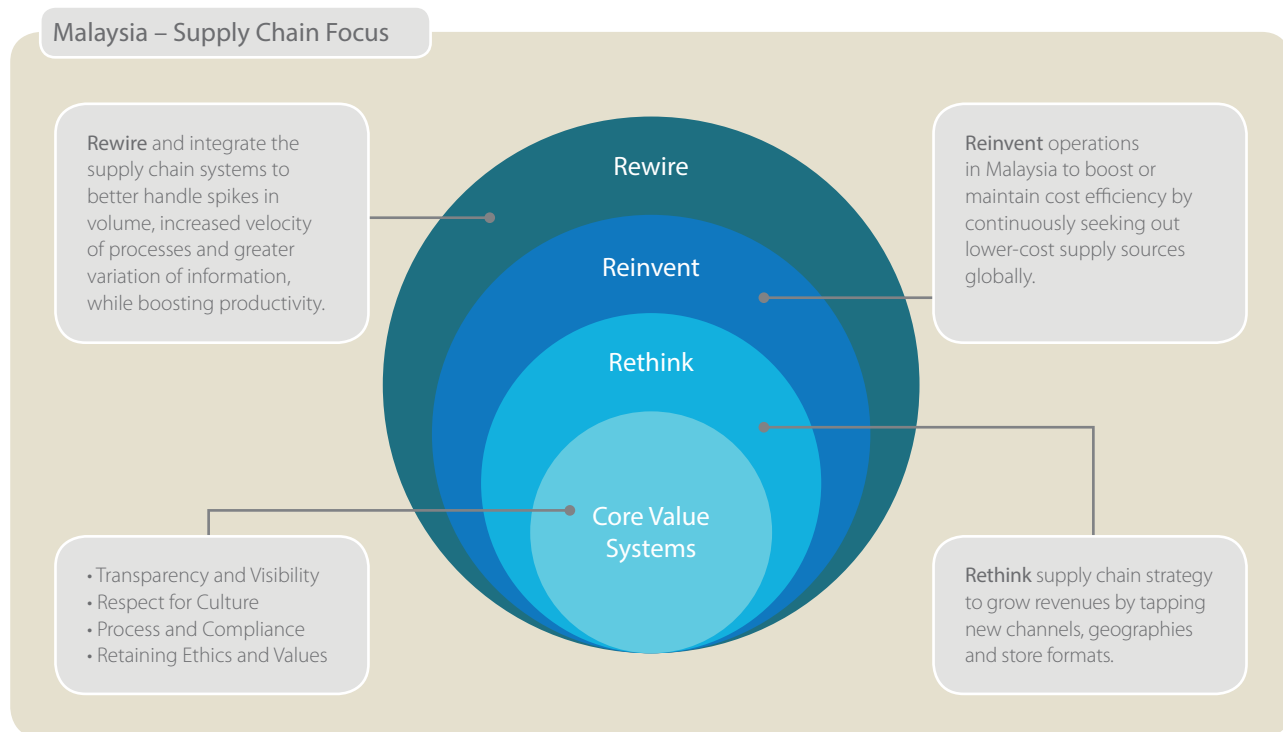 Malaysia – Supply Chain Focus
Rewire and integrate the
supply chain systems to
better handle spikes in
volume, increased velocity
of processes and greater
variation of information,
while boosting productivity.
Rewire
Reinvent
Rethink
Core Value
Systems
Reinvent operations
in Malaysia to boost or
maintain cost efficiency by
continuously seeking out
lower-cost supply sources
globally.
• Transparency and Visibility
• Respect for Culture
• Process and Compliance
• Retaining Ethics and Values
Rethink supply chain strategy
to grow revenues by tapping
new channels, geographies
and store formats.